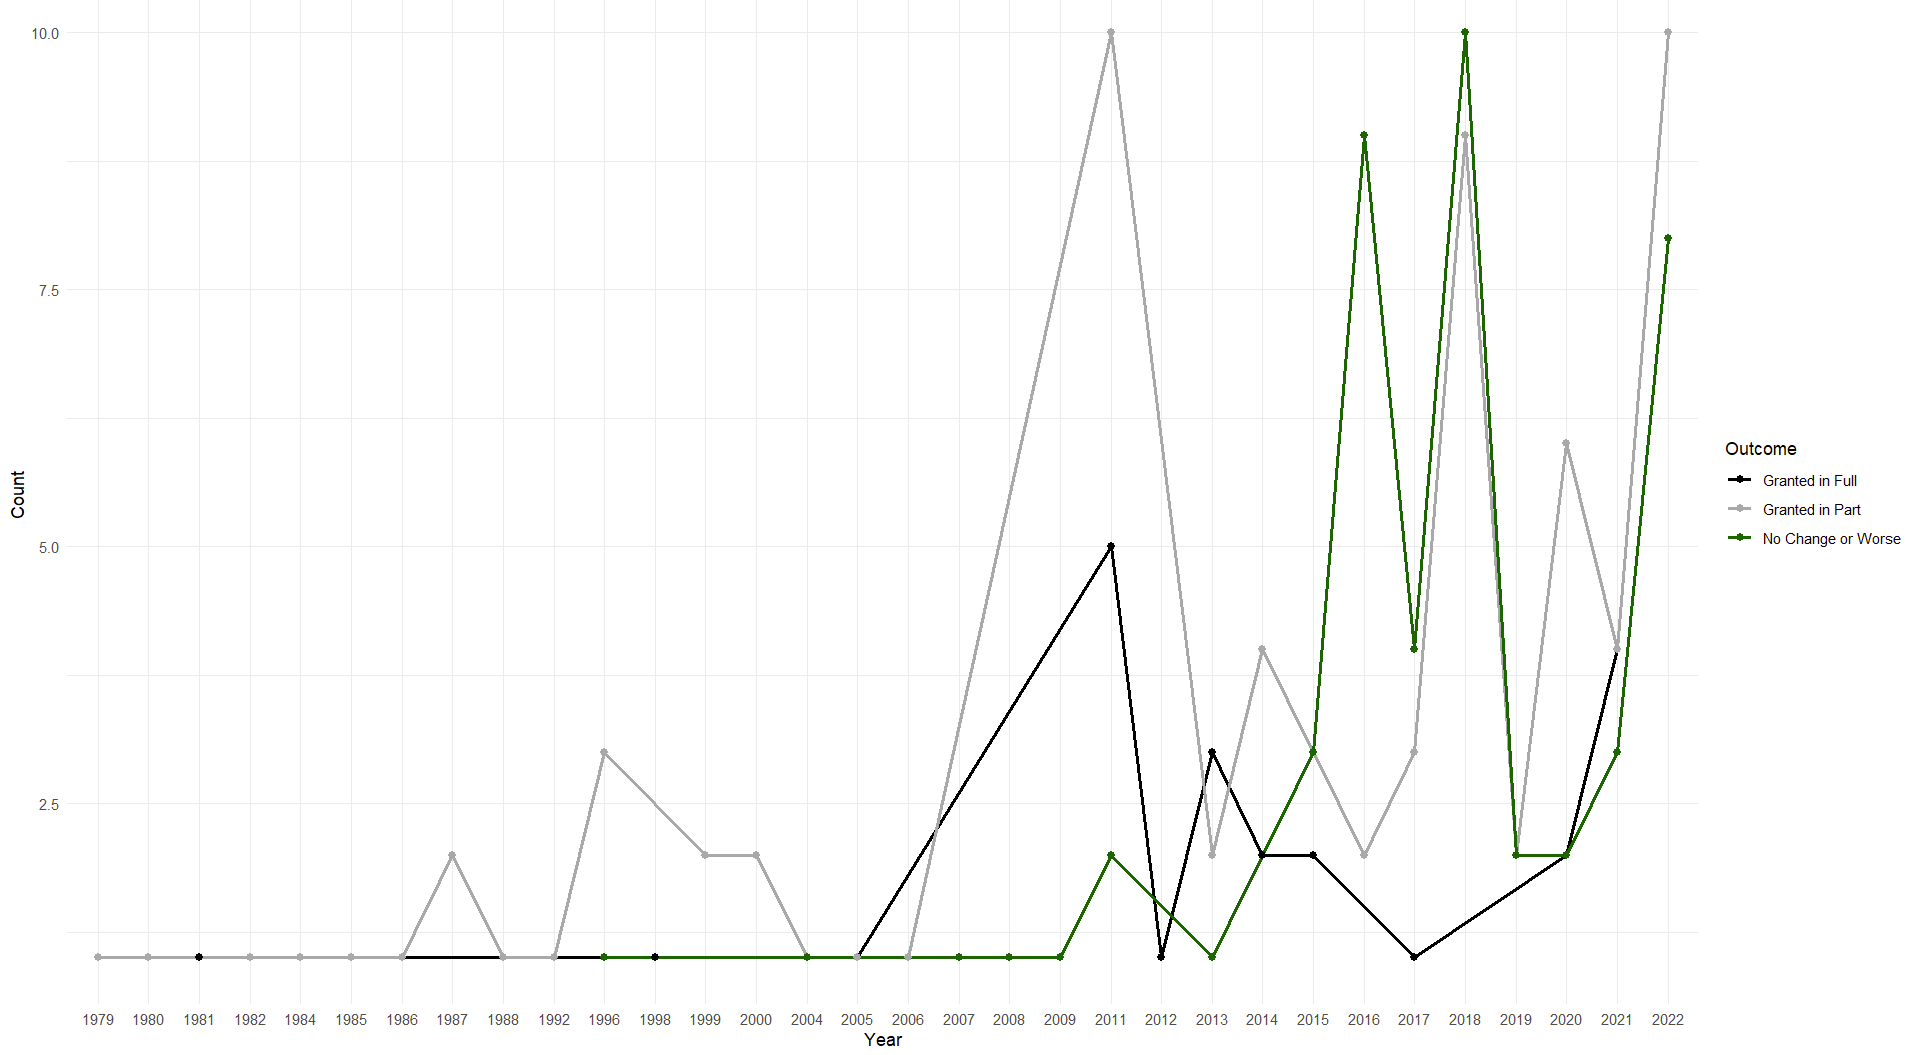 10.0
7.5
5.0
2.5
Count
1979 1980 1981 1982 1984 1985 1986 1987 1988 1992 1996 1998 1999 2000 2004 2005 2006 2007 2008 2009 2011 2012 2013 2014 2015 2016 2017 2018 2019 2020 2021 2022
Year
Outcome
Granted in Full
Granted in Part
No Change or Worse